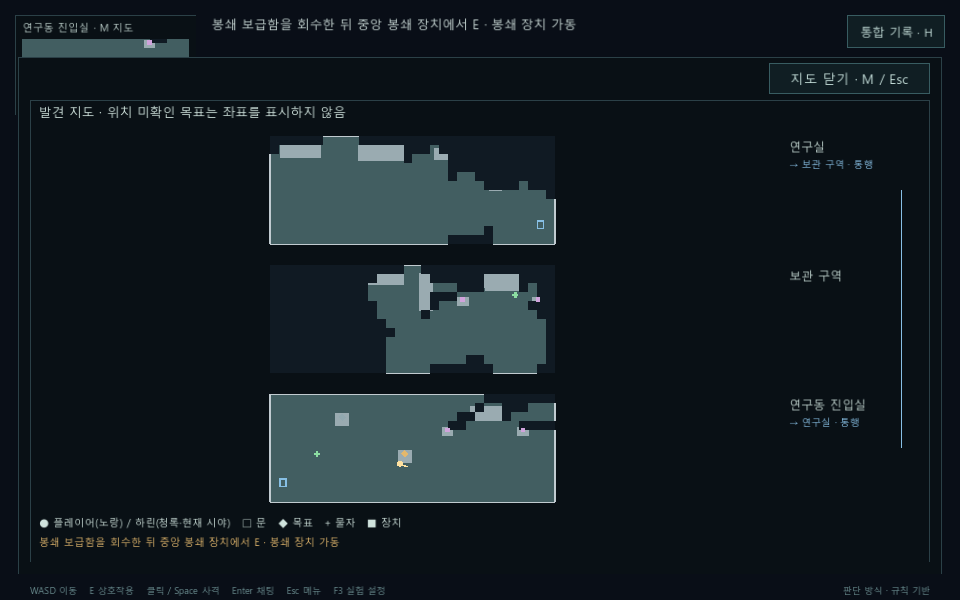 연구동 진입실 · M 지도
봉쇄 보급함을 회수한 뒤 중앙 봉쇄 장치에서 E · 봉쇄 장치 가동
통합 기록 · H
지도 닫기 · M / Esc
발견 지도 · 위치 미확인 목표는 좌표를 표시하지 않음
연구실
→ 보관 구역 · 통행
보관 구역
연구동 진입실
→ 연구실 · 통행
● 플레이어(노랑) / 하린(청록·현재 시야) □ 문 ◆ 목표 + 물자 ■ 장치
봉쇄 보급함을 회수한 뒤 중앙 봉쇄 장치에서 E · 봉쇄 장치 가동
WASD 이동 E 상호작용 클릭 / Space 사격 Enter 채팅 Esc 메뉴 F3 실험 설정
판단 방식 · 규칙 기반